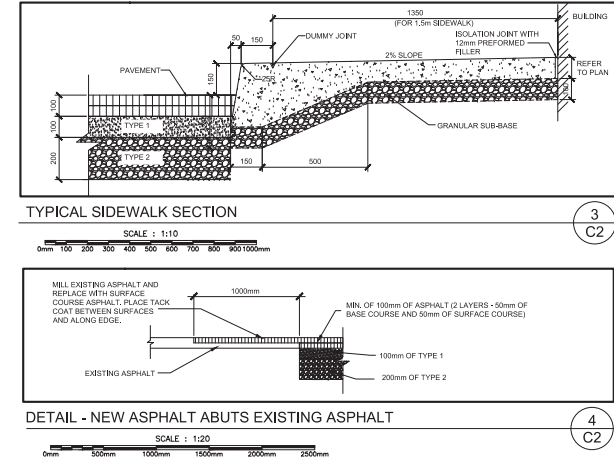 1350
(FOR 1.5m SIDEWALK)
BUILDING
50
150
DUMMY JOINT
ISOLATION JOINT WITH
12mm PREFORMED
FILLER
2% SLOPE
PAVEMENT
150
25R
REFER
TO PLAN
100
100
200
TYPE 1
TYPE 2
GRANULAR SUB-BASE
150
500
TYPICAL SIDEWALK SECTION
3
C2
SCALE : 1:10
0mm 100 200 300 400 500 600 700 800 900 1000mm
MILL EXISTING ASPHALT AND
REPLACE WITH SURFACE
COURSE ASPHALT. PLACE TACK
COAT BETWEEN SURFACES
AND ALONG EDGE.
1000mm
MIN. OF 100mm OF ASPHALT (2 LAYERS - 50mm OF
BASE COURSE AND 50mm OF SURFACE COURSE)
EXISTING ASPHALT
100mm OF TYPE 1
200mm OF TYPE 2
DETAIL - NEW ASPHALT ABUTS EXISTING ASPHALT
4
C2
SCALE : 1:20
0mm 500mm 1000mm 1500mm 2000mm 2500mm